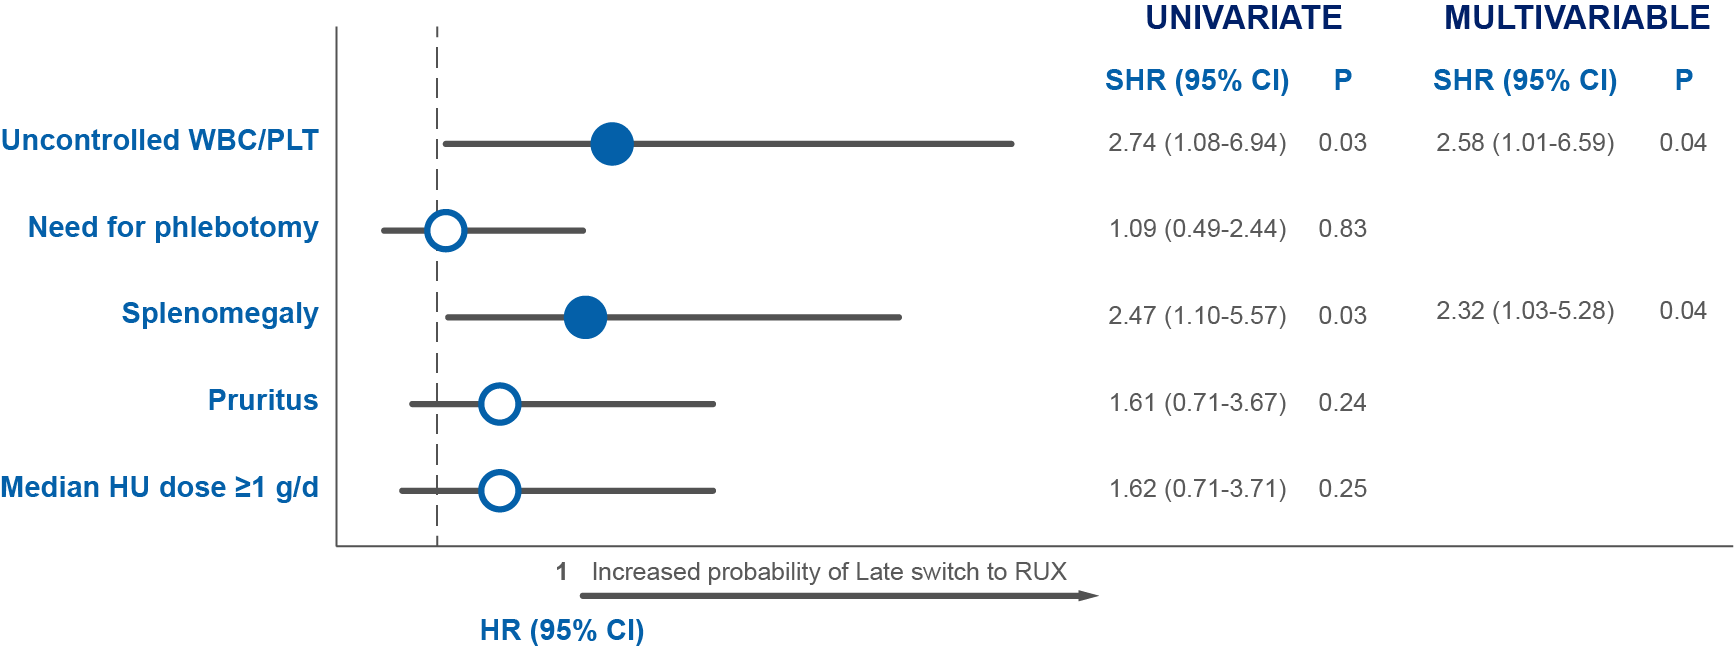 UNIVARIATE MULTIVARIABLE
SHR (95% CI) P SHR (95% CI) P
Uncontrolled WBC/PLT 2.74 (1.08-6.94) 0.03 2.58 (1.01-6.59) 0.04
Need for phlebotomy 1.09 (0.49-2.44) 0.83
Splenomegaly 2.47 (1.10-5.57) 0.03 2.32 (1.03-5.28) 0.04
Pruritus 1.61 (0.71-3.67) 0.24
Median HU dose ≥1 g/d 1.62 (0.71-3.71) 0.25
1 Increased probability of Late switch to RUX
HR (95% CI)